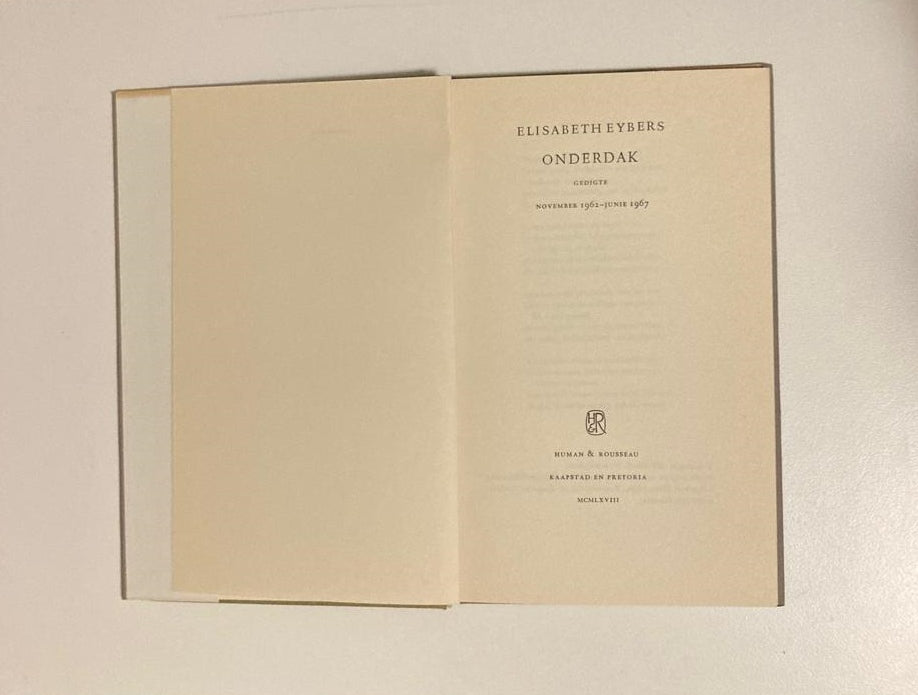 ELISABETH EYBERS
ONDERDAK
GEDIGTE
NOVEMBER 1962–JUNIE 1967
H&R
HUMAN & ROUSSEAU
KAAPSTAD EN PRETORIA
MCMLXVIII